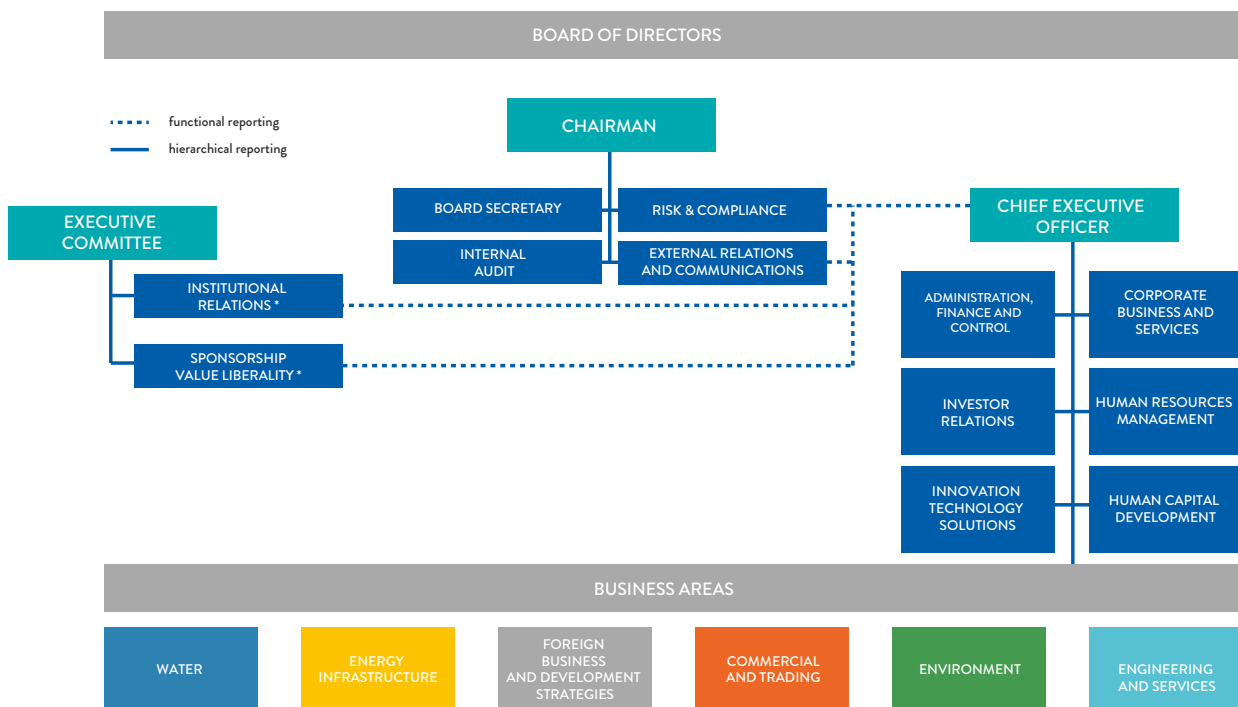 BOARD OF DIRECTORS
functional reporting
hierarchical reporting
CHAIRMAN
BOARD SECRETARY
RISK & COMPLIANCE
INTERNAL
AUDIT
EXTERNAL RELATIONS
AND COMMUNICATIONS
EXECUTIVE
COMMITTEE
INSTITUTIONAL
RELATIONS *
SPONSORSHIP
VALUE LIBERALITY *
CHIEF EXECUTIVE
OFFICER
ADMINISTRATION,
FINANCE AND
CONTROL
CORPORATE
BUSINESS AND
SERVICES
INVESTOR
RELATIONS
HUMAN RESOURCES
MANAGEMENT
INNOVATION
TECHNOLOGY
SOLUTIONS
HUMAN CAPITAL
DEVELOPMENT
BUSINESS AREAS
WATER
ENERGY
INFRASTRUCTURE
FOREIGN
BUSINESS
AND DEVELOPMENT
STRATEGIES
COMMERCIAL
AND TRADING
ENVIRONMENT
ENGINEERING
AND SERVICES